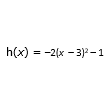 h(x) = −2(x − 3)² − 1